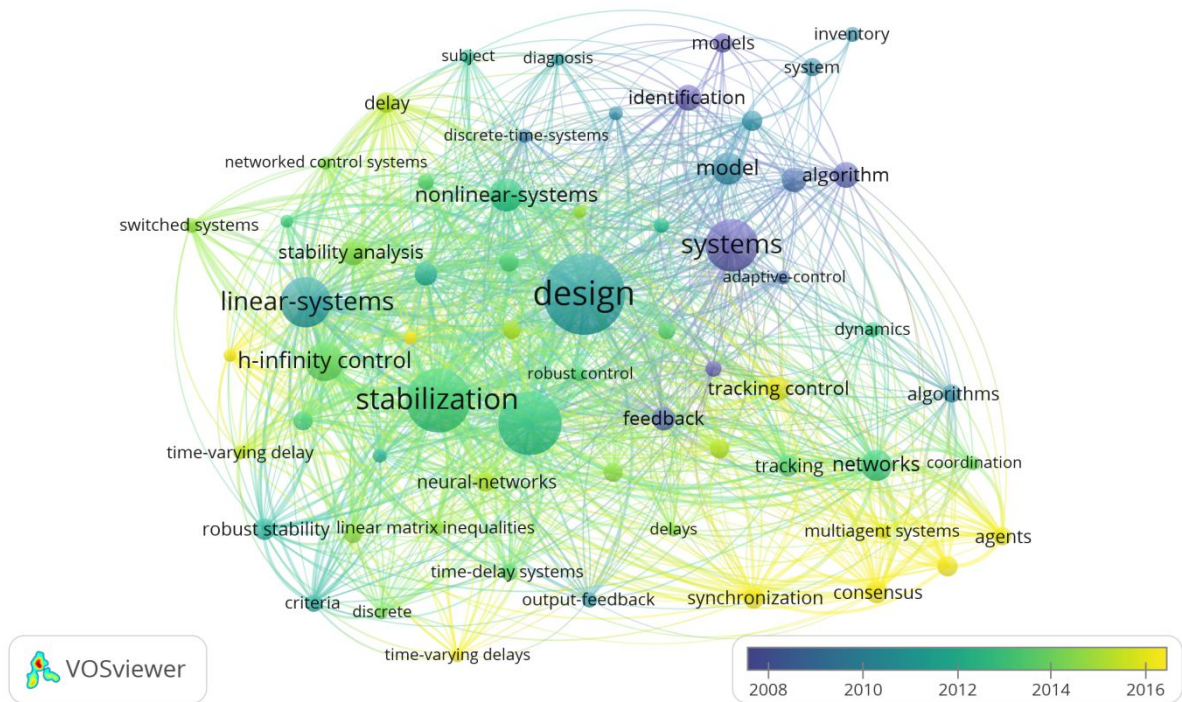 inventory
models
subject
diagnosis
system
identification
delay
discrete-time-systems
networked control systems
model
algorithm
nonlinear-systems
switched systems
stability analysis
systems
adaptive-control
design
linear-systems
dynamics
h-infinity control
robust control
tracking control
algorithms
stabilization
feedback
time-varying delay
tracking
networks
coordination
neural-networks
robust stability
linear matrix inequalities
delays
multiagent systems
agents
time-delay systems
criteria
discrete
output-feedback
synchronization
consensus
time-varying delays
VOSviewer
2008
2010
2012
2014
2016